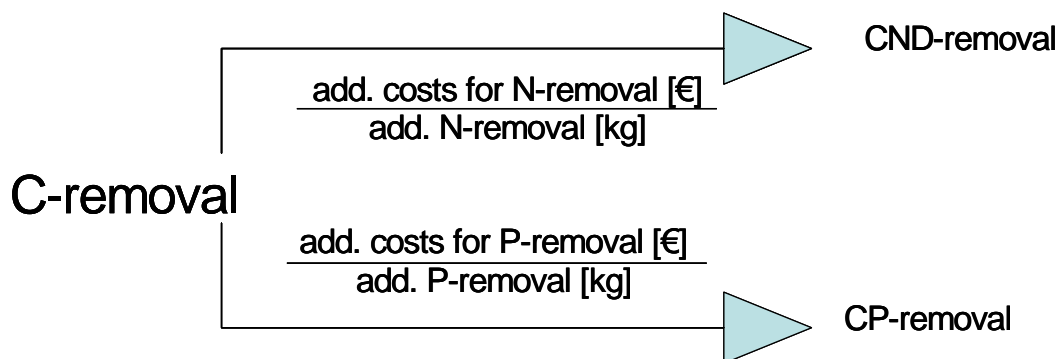 CND-removal
add. costs for N-removal [€]
add. N-removal [kg]
C-removal
add. costs for P-removal [€]
add. P-removal [kg]
CP-removal